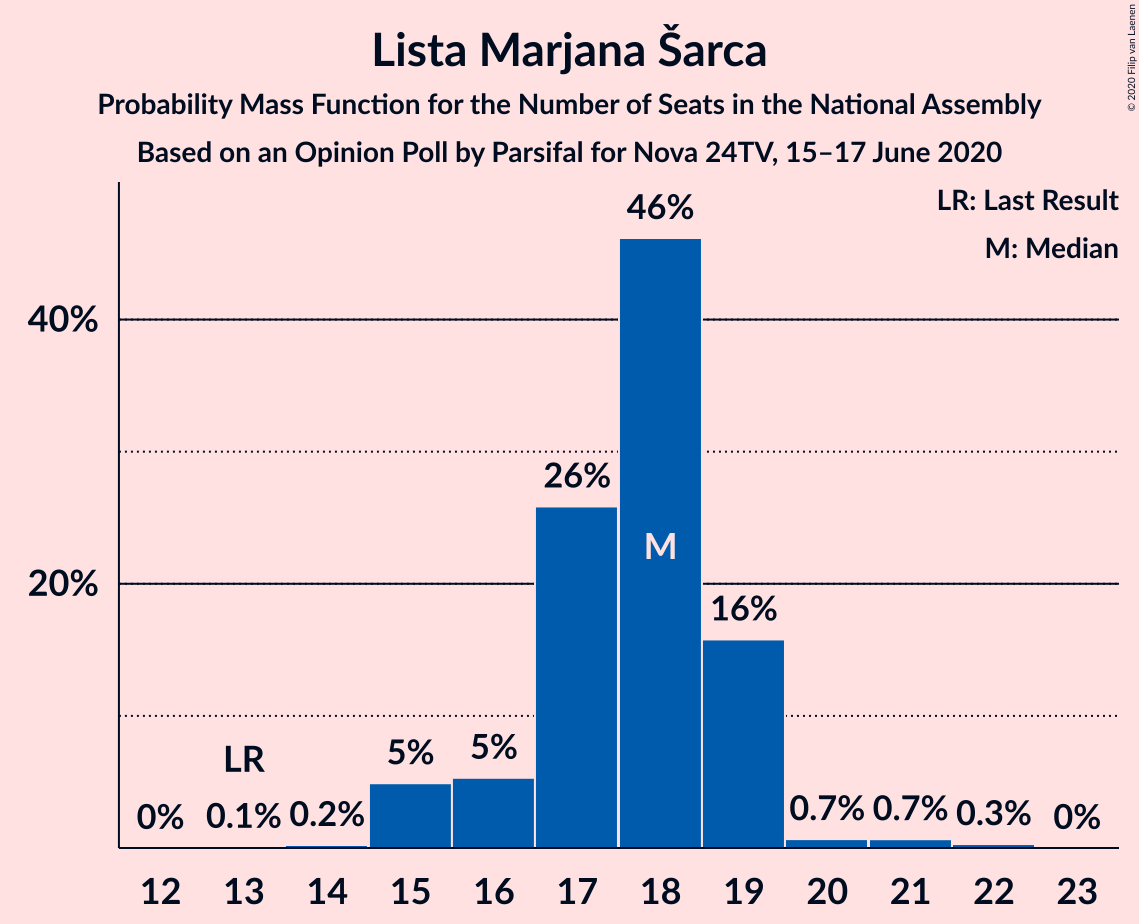 Lista Marjana Šarca
Probability Mass Function for the Number of Seats in the National Assembly
Based on an Opinion Poll by Parsifal for Nova 24TV, 15–17 June 2020
© 2020 Filip van Laenen
LR: Last Result
M: Median
40%
20%
0%
LR
0.1%
0.2%
5%
5%
26%
46%
M
16%
0.7%
0.7%
0.3%
0%
12 13 14 15 16 17 18 19 20 21 22 23